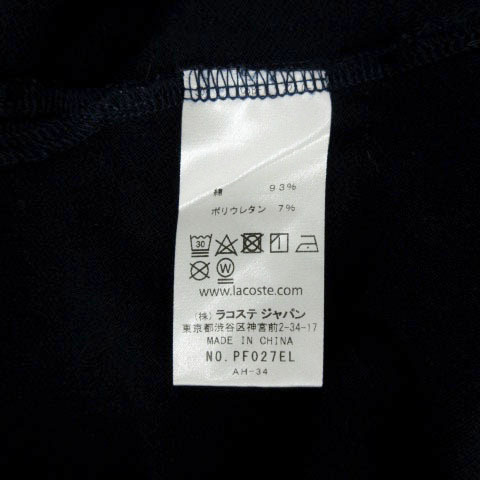 綿 93%
ポリウレタン 7%
30
W
www.lacoste.com
(株) ラコステ ジャパン
東京都渋谷区神宮前2-34-17
MADE IN CHINA
NO. PF027EL
AH-34